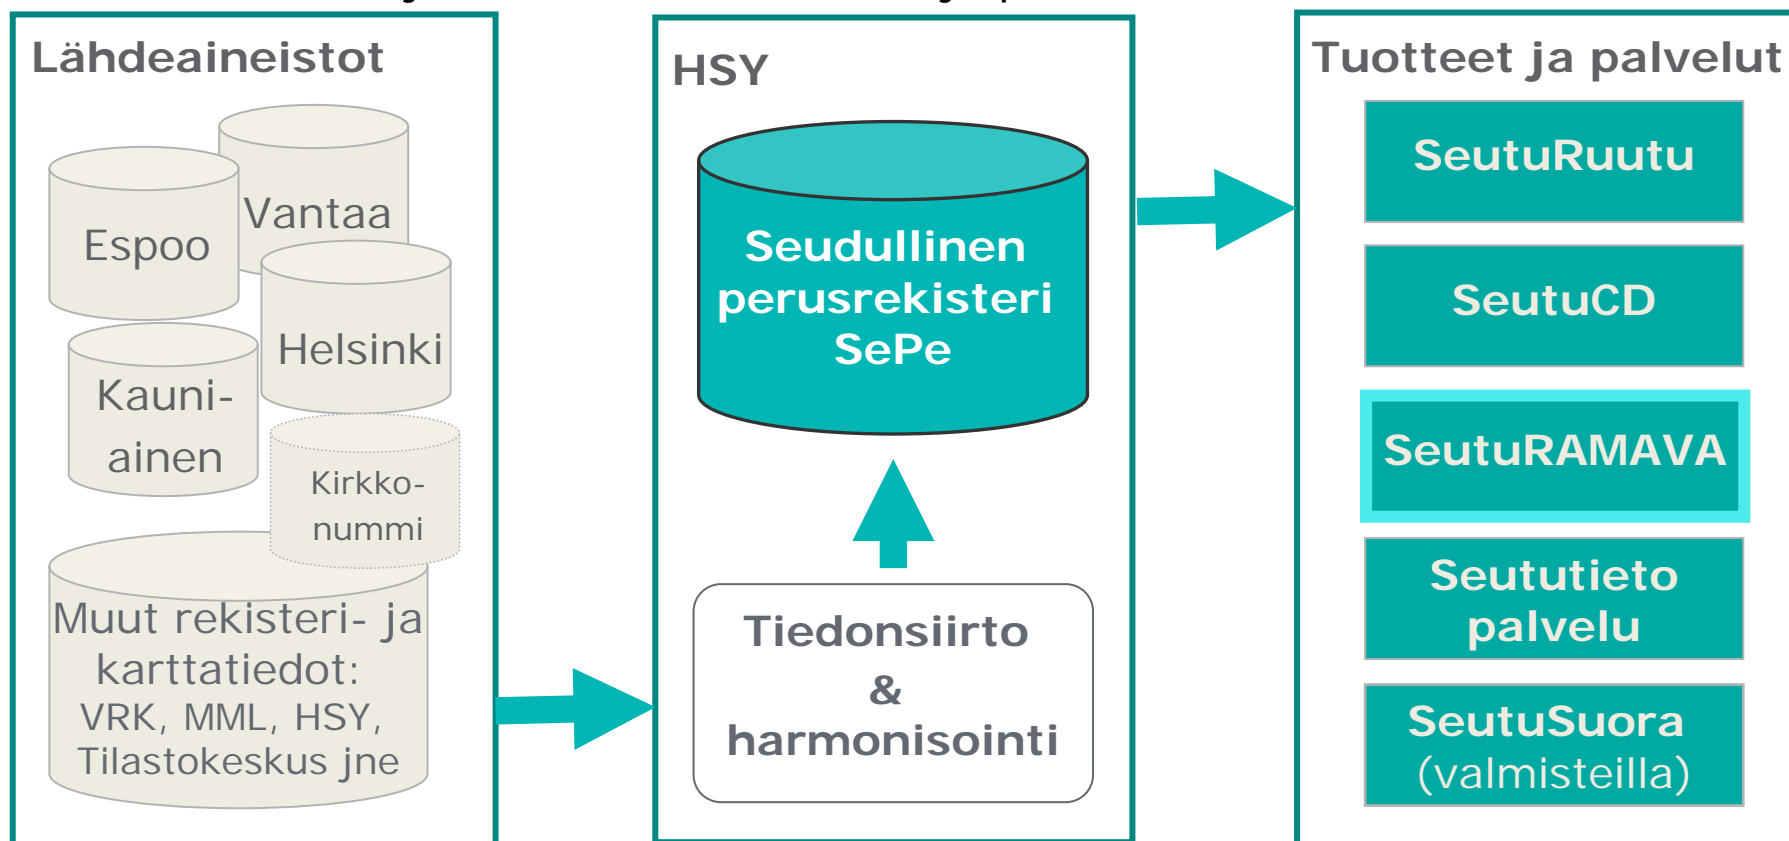 Lähdeaineistot
Vantaa
Espoo
Helsinki
Kauni-
ainen
Kirkko-
nummi
Muut rekisteri- ja
karttatiedot:
VRK, MML, HSY,
Tilastokeskus jne
HSY
Seudullinen
perusrekisteri
SePe
Tiedonsiirto
&
harmonisointi
Tuotteet ja palvelut
SeutuRuutu
SeutuCD
SeutuRAMAVA
Seututieto
palvelu
SeutuSuora
(valmisteilla)